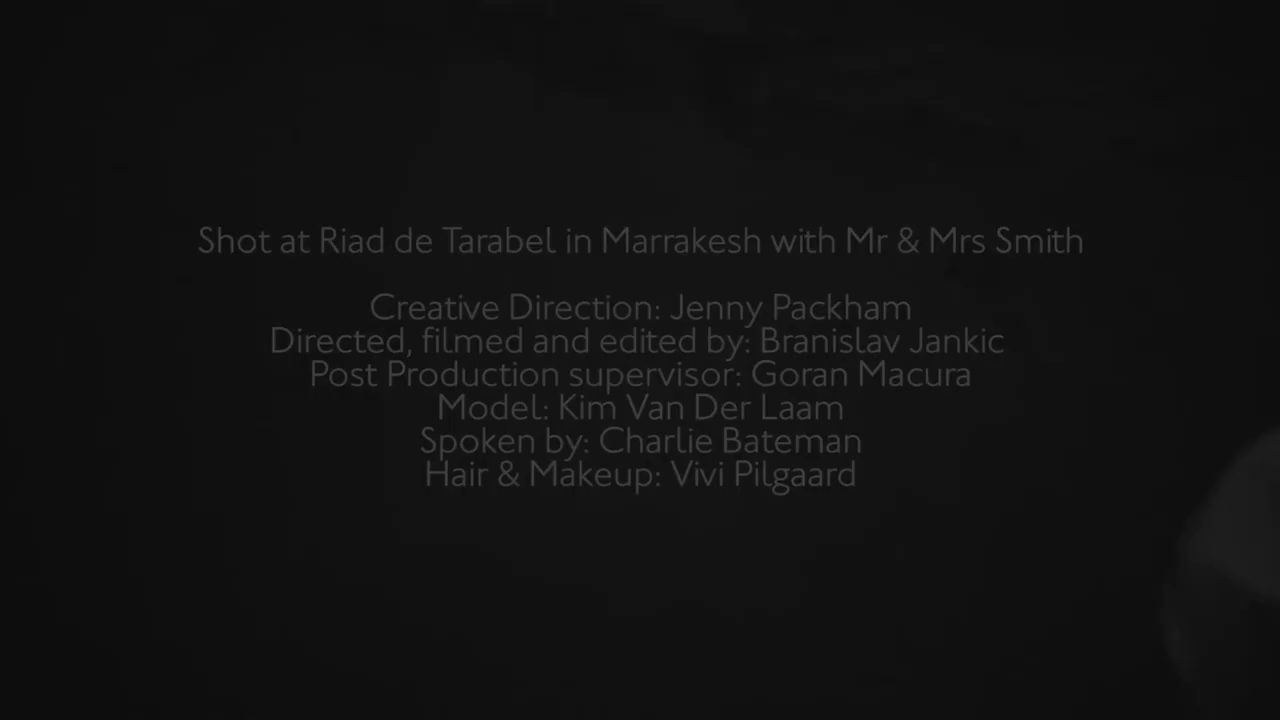 Shot at Riad de Tarabel in Marrakesh with Mr & Mrs Smith
Creative Direction: Jenny Packham
Directed, filmed and edited by: Branislav Jankic
Post Production supervisor: Goran Macura
Model: Kim Van Der Laam
Spoken by: Charlie Bateman
Hair & Makeup: Vivi Pilgaard